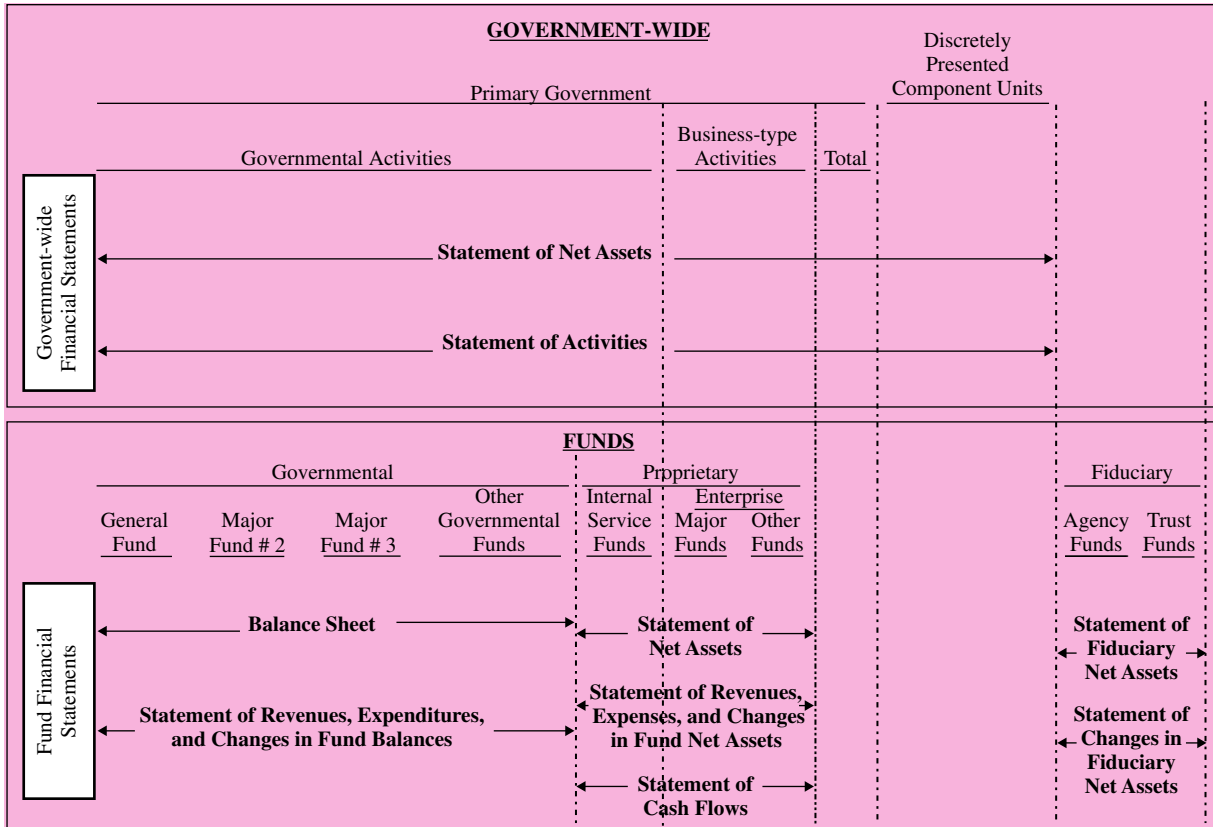 GOVERNMENT-WIDE
Discretely
Presented
Component Units
Primary Government
Business-type
Activities
Governmental Activities
Total
Government-wide
Financial Statements
Statement of Net Assets
Statement of Activities
FUNDS
Governmental
Proprietary
Fiduciary
General
Fund
Major
Fund # 2
Major
Fund # 3
Other
Governmental
Funds
Internal
Service
Funds
Enterprise
Major
Funds
Other
Funds
Agency
Funds
Trust
Funds
Fund Financial
Statements
Balance Sheet
Statement of
Net Assets
Statement of
Fiduciary
Net Assets
Statement of Revenues, Expenditures,
and Changes in Fund Balances
Statement of Revenues,
Expenses, and Changes
in Fund Net Assets
Statement of
Changes in
Fiduciary
Net Assets
Statement of
Cash Flows